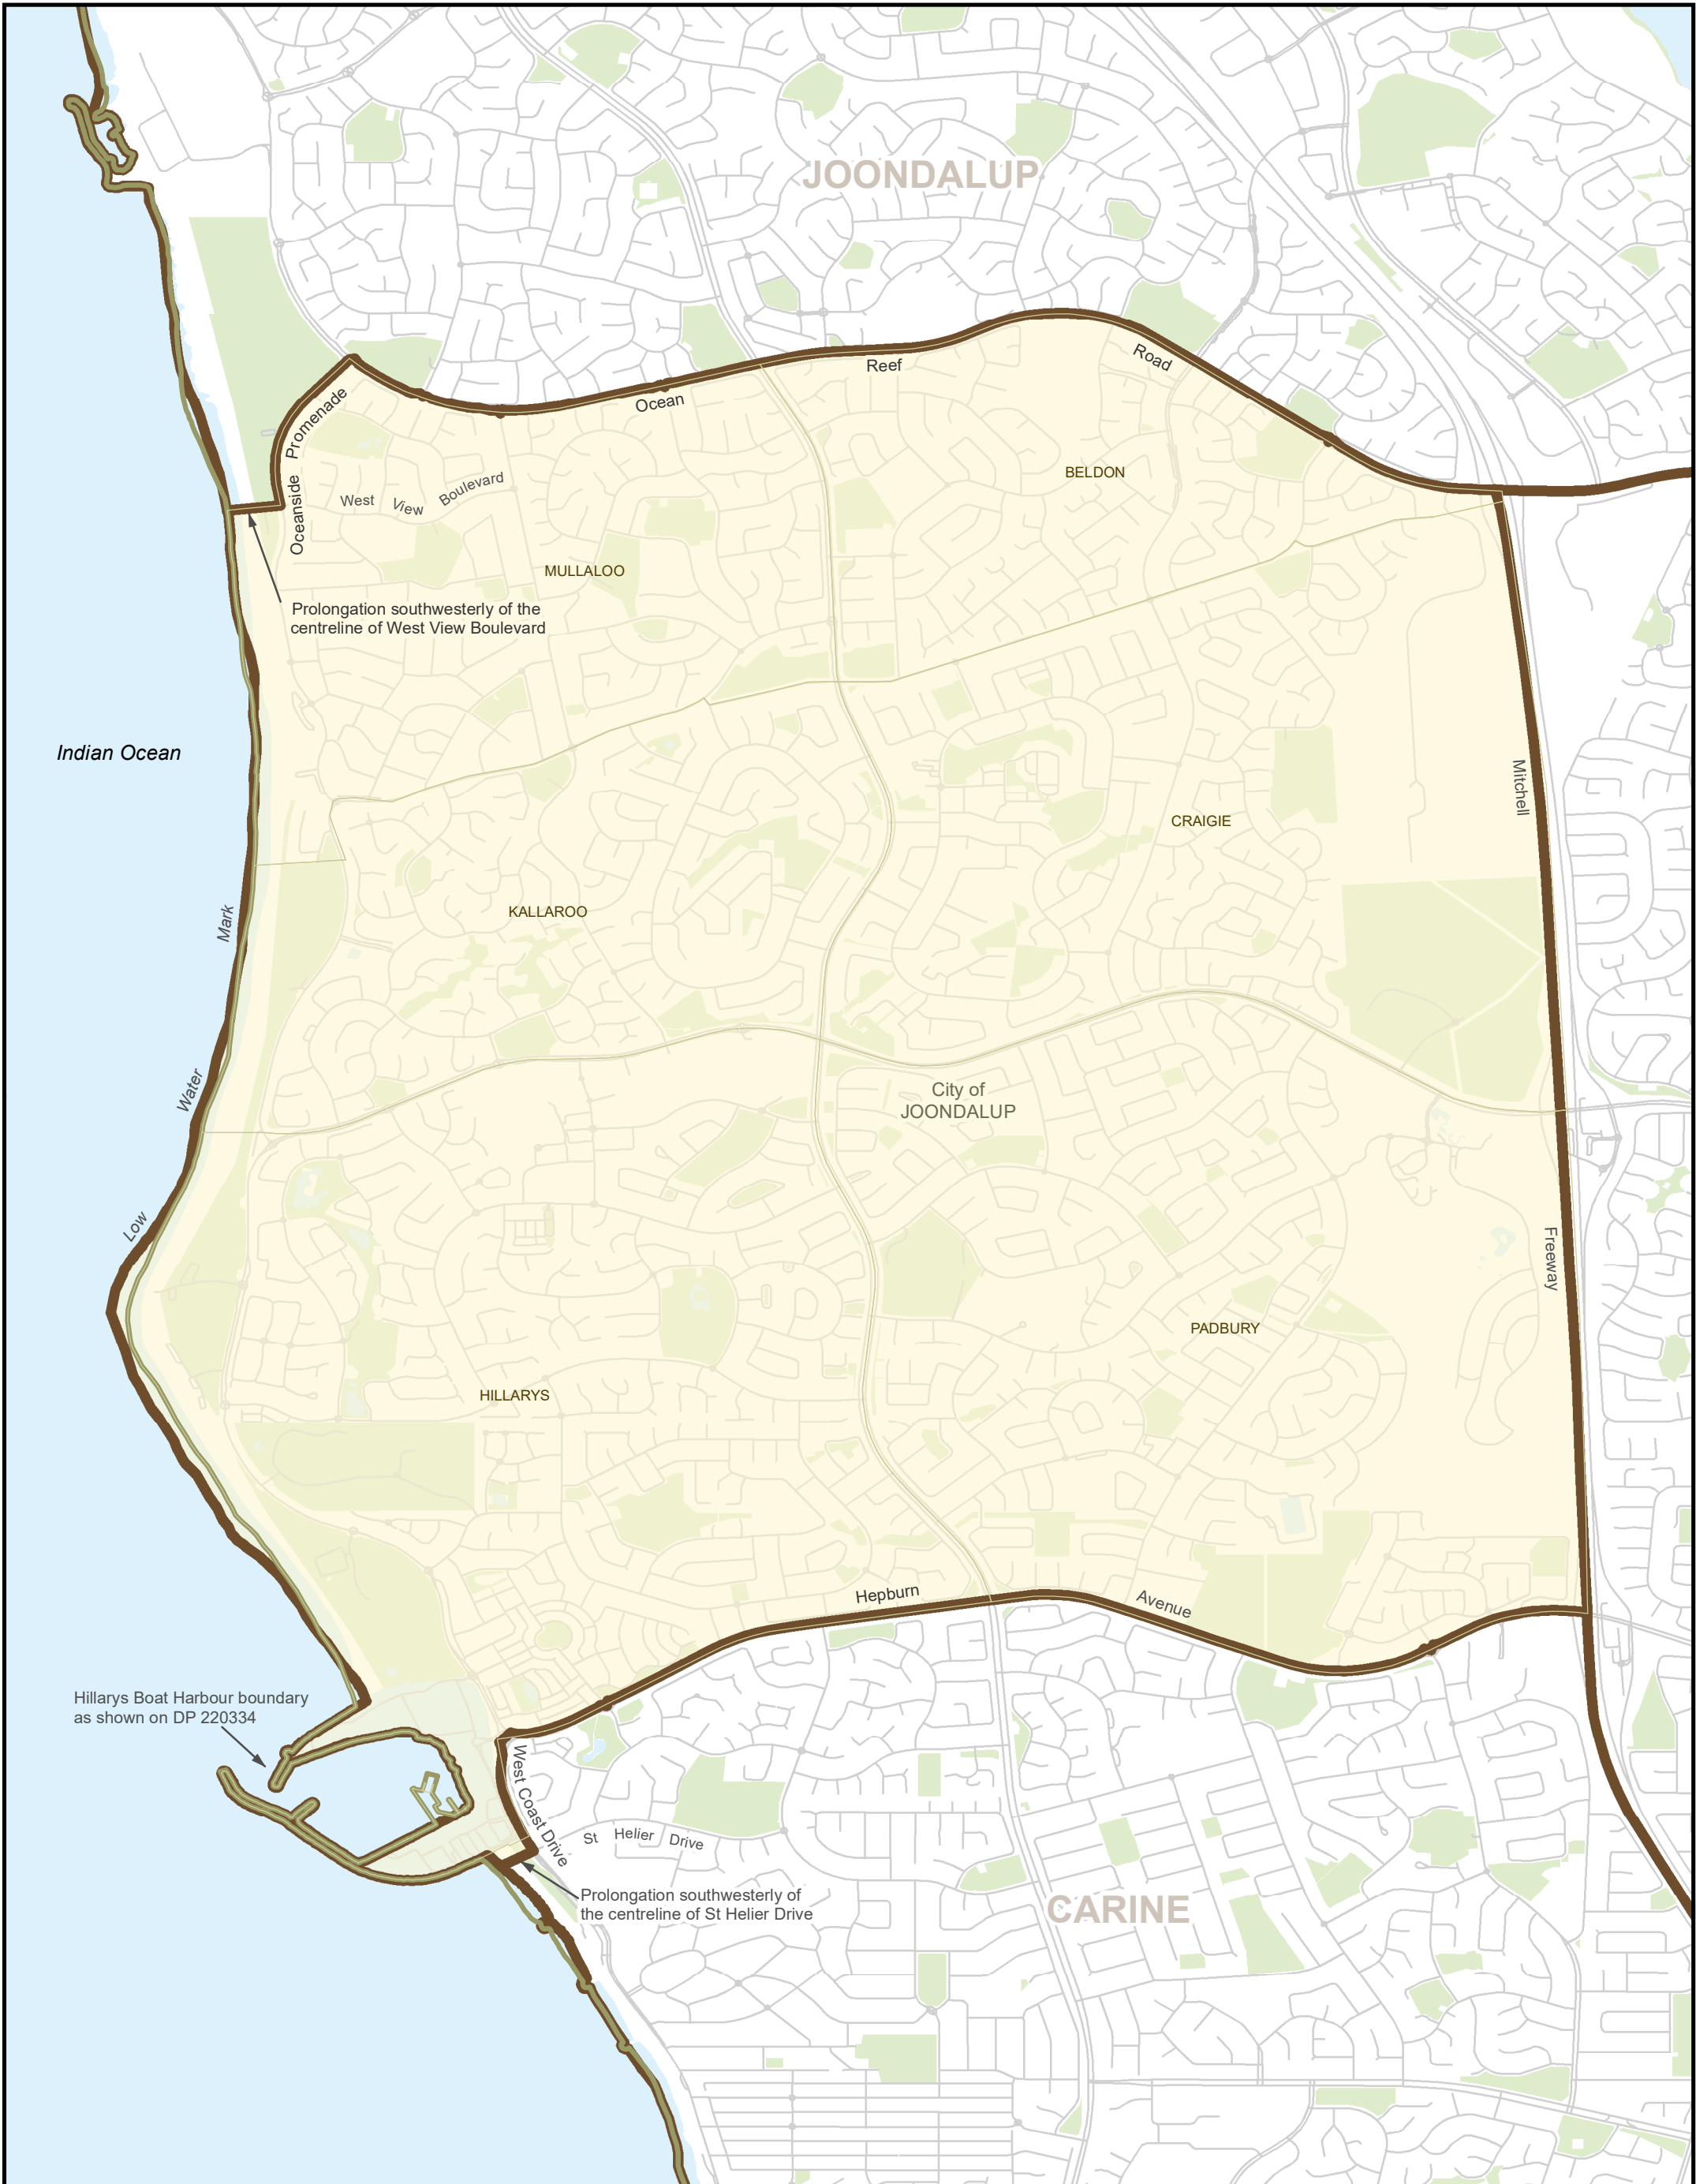 JOONDALUP
Ocean
Reef
Road
Oceanside
Promenade
West View Boulevard
BELDON
MULLALOO
Prolongation southwesterly of the
centreline of West View Boulevard
Indian Ocean
Mitchell
CRAIGIE
KALLAROO
Mark
Water
Low
City of
JOONDALUP
Freeway
PADBURY
HILLARYS
Hepburn
Avenue
Hillarys Boat Harbour boundary
as shown on DP 220334
West Coast Drive
St Helier Drive
Prolongation southwesterly of
the centreline of St Helier Drive
CARINE